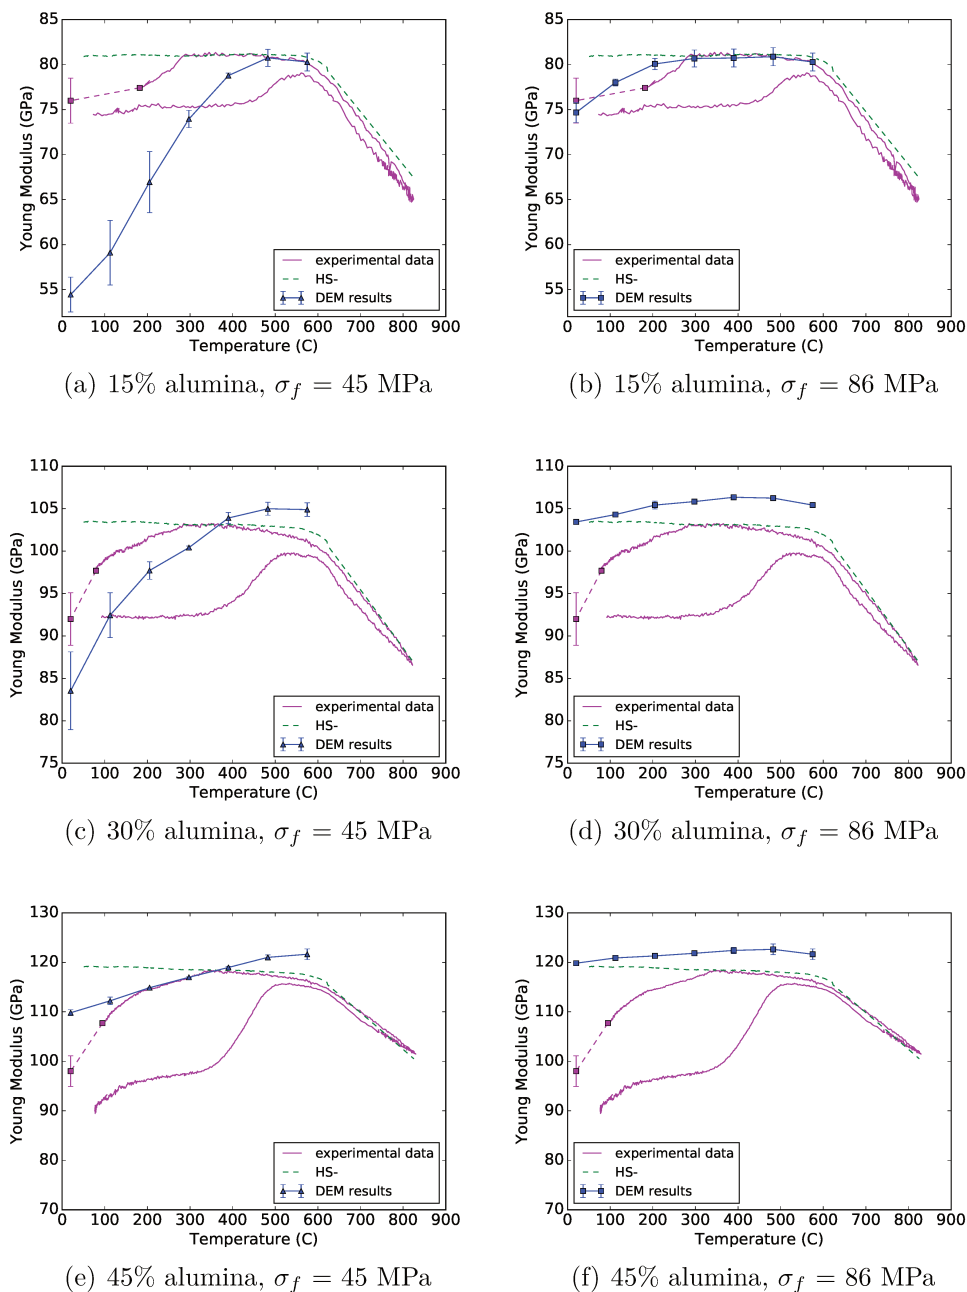 85
80
75
70
65
60
55
Young Modulus (GPa)
experimental data
HS-
DEM results
0 100 200 300 400 500 600 700 800 900
Temperature (C)
(a) 15% alumina, σf = 45 MPa
85
80
75
70
65
60
55
Young Modulus (GPa)
experimental data
HS-
DEM results
0 100 200 300 400 500 600 700 800 900
Temperature (C)
(b) 15% alumina, σf = 86 MPa
110
105
100
95
90
85
80
75
Young Modulus (GPa)
experimental data
HS-
DEM results
0 100 200 300 400 500 600 700 800 900
Temperature (C)
(c) 30% alumina, σf = 45 MPa
110
105
100
95
90
85
80
75
Young Modulus (GPa)
experimental data
HS-
DEM results
0 100 200 300 400 500 600 700 800 900
Temperature (C)
(d) 30% alumina, σf = 86 MPa
130
120
110
100
90
80
70
Young Modulus (GPa)
experimental data
HS-
DEM results
0 100 200 300 400 500 600 700 800 900
Temperature (C)
(e) 45% alumina, σf = 45 MPa
130
120
110
100
90
80
70
Young Modulus (GPa)
experimental data
HS-
DEM results
0 100 200 300 400 500 600 700 800 900
Temperature (C)
(f) 45% alumina, σf = 86 MPa